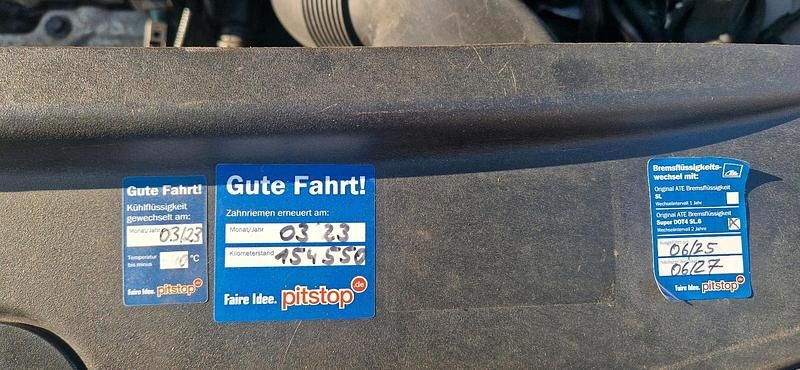 Gute Fahrt!
Kühlflüssigkeit
gewechselt am:
Monat/Jahr
03/23
Temperatur
bis minus
°C
Faire Idee. pitstop.de
Gute Fahrt!
Zahnriemen erneuert am:
Monat/Jahr 03 23
Kilometerstand 154550
Faire Idee. pitstop.de
Bremsflüssigkeits-
wechsel mit: ATE
Original ATE Bremsflüssigkeit
SL
Wechselintervall 1 Jahr
Original ATE Bremsflüssigkeit
Super DOT4 SL.6
Wechselintervall 2 Jahre
06/25
06/27
Faire Idee. pitstop.de